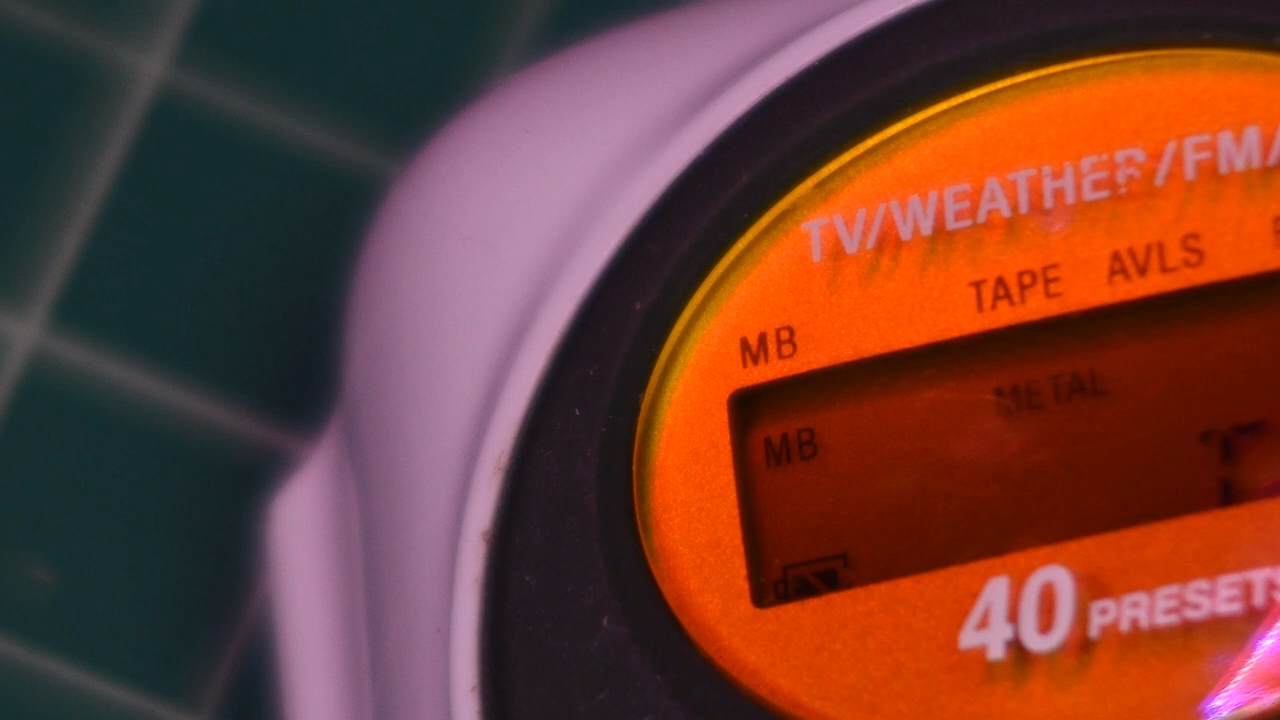 TV/WEATHER/FM/
TAPE AVLS
MB
METAL
MB
40 PRESETS